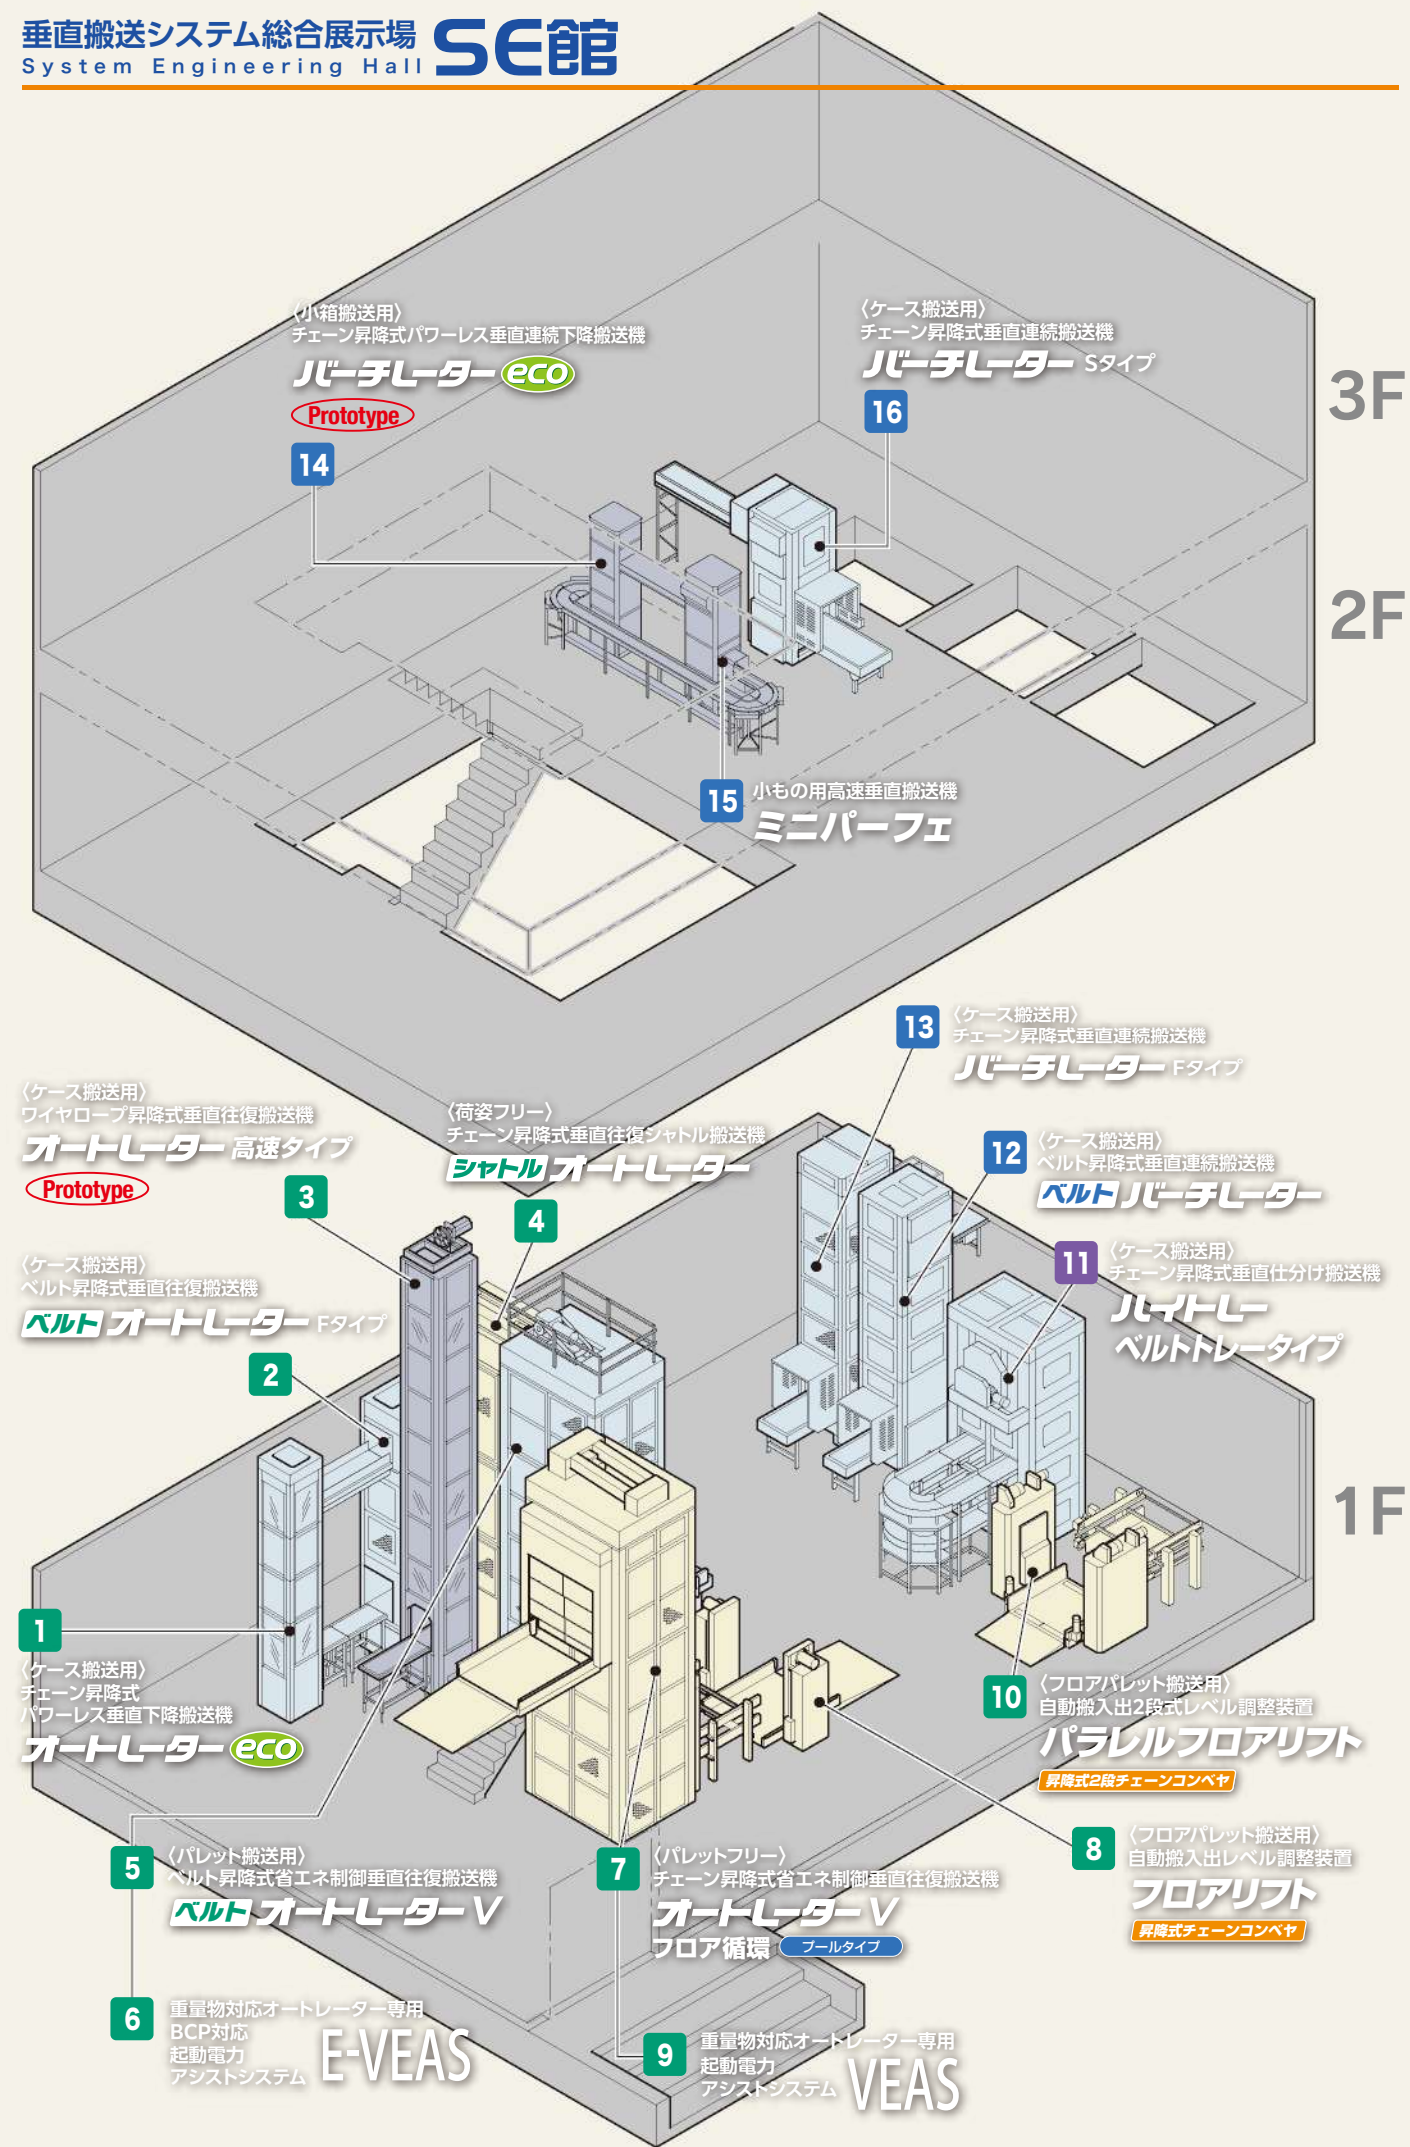 垂直搬送システム総合展示場 SE館
System Engineering Hall
〈小箱搬送用〉
チェーン昇降式パワーレス垂直連続下降搬送機
バーチレーター eco
Prototype
14
〈ケース搬送用〉
チェーン昇降式垂直連続搬送機
バーチレーター Sタイプ
16
3F
2F
15
小もの用高速垂直搬送機
ミニパーフェ
13
〈ケース搬送用〉
チェーン昇降式垂直連続搬送機
バーチレーター Fタイプ
〈ケース搬送用〉
ワイヤロープ昇降式垂直往復搬送機
オートレーター 高速タイプ
Prototype
3
〈荷姿フリー〉
チェーン昇降式垂直往復シャトル搬送機
シャトル オートレーター
4
12
〈ケース搬送用〉
ベルト昇降式垂直連続搬送機
ベルト バーチレーター
〈ケース搬送用〉
ベルト昇降式垂直往復搬送機
ベルト オートレーター Fタイプ
2
11
〈ケース搬送用〉
チェーン昇降式垂直仕分け搬送機
ハイトレー
ベルトトレータイプ
1F
1
〈ケース搬送用〉
チェーン昇降式
パワーレス垂直下降搬送機
オートレーター eco
10
〈フロアパレット搬送用〉
自動搬入出2段式レベル調整装置
パラレルフロアリフト
昇降式2段チェーンコンベヤ
5
〈パレット搬送用〉
ベルト昇降式省エネ制御垂直往復搬送機
ベルト オートレーター V
7
〈パレットフリー〉
チェーン昇降式省エネ制御垂直往復搬送機
オートレーター V
フロア循環 プールタイプ
8
〈フロアパレット搬送用〉
自動搬入出レベル調整装置
フロアリフト
昇降式チェーンコンベヤ
6
重量物対応オートレーター専用
BCP対応
起動電力
アシストシステム E-VEAS
9
重量物対応オートレーター専用
起動電力
アシストシステム VEAS